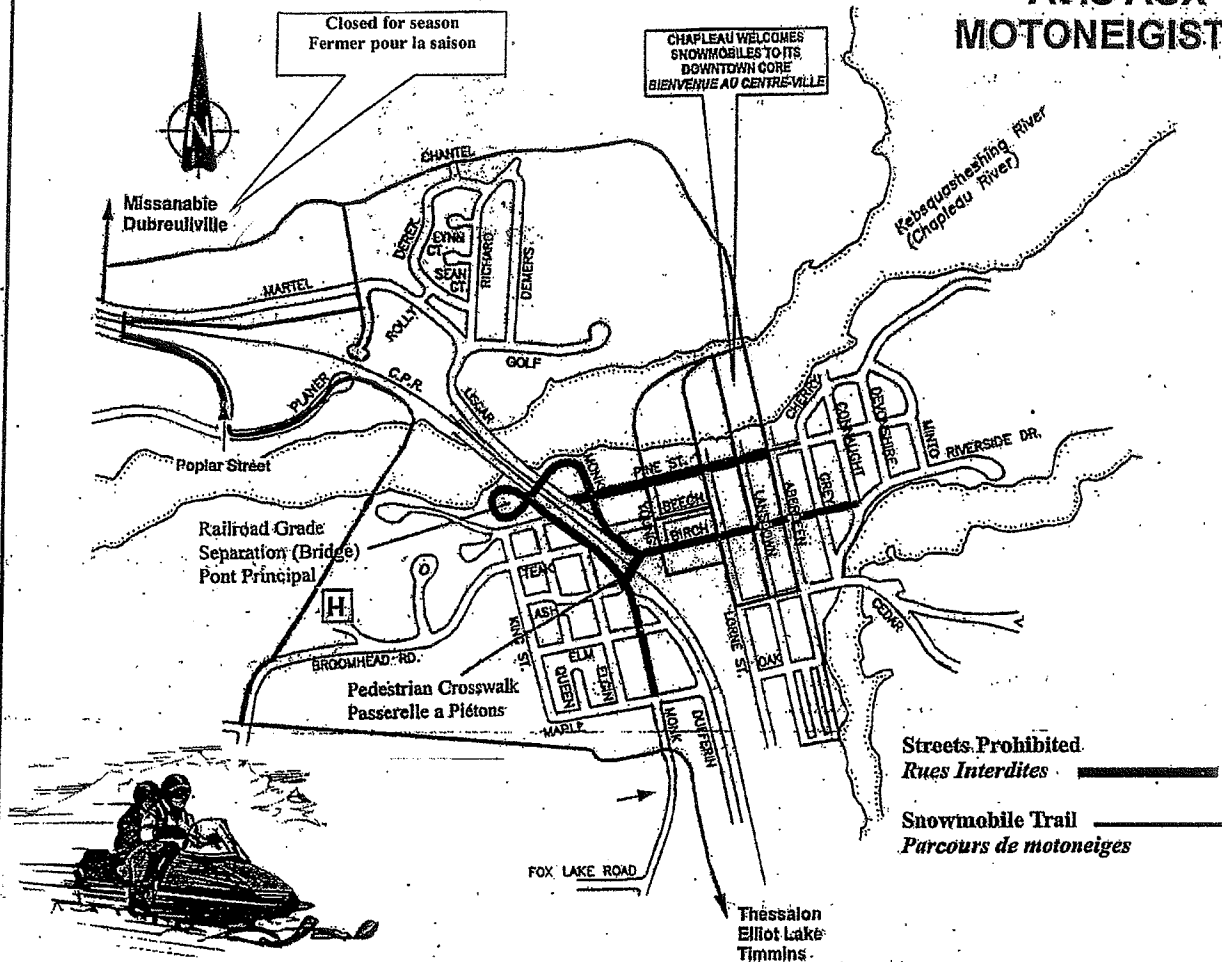 MOTONEIGIST
Closed for season
Fermer pour la saison
CHAPLEAU WELCOMES
SNOWMOBILES TO ITS
DOWNTOWN CORE
BIENVENUE AU CENTRE-VILLE
N
Kebsquasheshing River
(Chapleau River)
Missanabie
Dubreuilville
CHANTEL
DEREK
LYNN
CT.
SEAN
CT.
RICHARD
DEMERS
MARTEL
ROLLY
GOLF
C.P.R.
LISGAR
PLANER
Poplar Street
MONK
PINE ST.
YOUNG
BEECH
BIRCH
LANSDOWN
ABERDEEN
GREY
CHERRY
CONNAUGHT
DEVONSHIRE
MINTO
RIVERSIDE DR.
Railroad Grade
Separation (Bridge)
Pont Principal
H
TEAK
ASH
KING ST.
ELM
QUEEN
ELGIN
BROOMHEAD RD.
LORNE ST.
OAK
CEDAR
Pedestrian Crosswalk
Passerelle a Piétons
MAPLE
MONK
DUFFERIN
Streets Prohibited
Rues Interdites
Snowmobile Trail
Parcours de motoneiges
FOX LAKE ROAD
Thessalon
Elliot Lake
Timmins